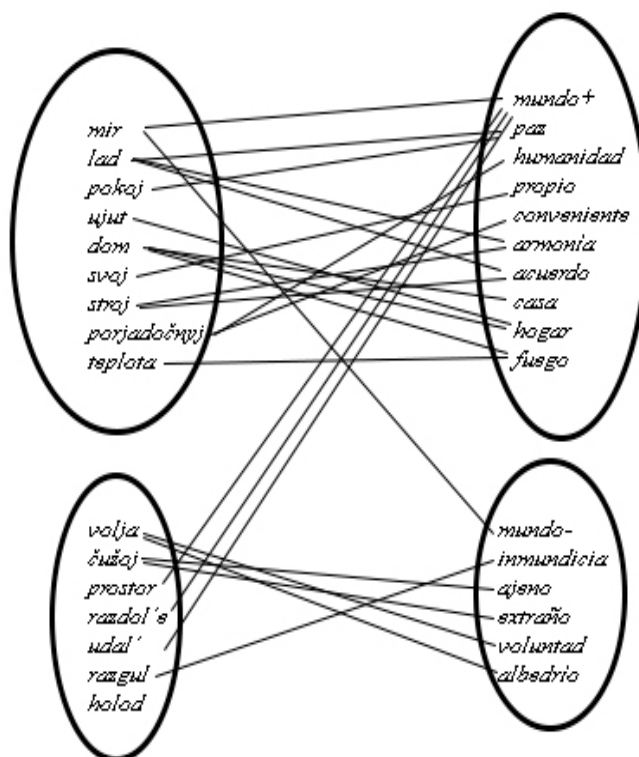 mir
lad
pokoj
ujut
dom
svoj
stroj
porjadočnyj
teplota
mundo+
paz
humanidad
propio
conveniente
armonía
acuerdo
casa
hogar
fuego
volja
čužoj
prostor
razdol´e
udal´
razgul
holod
mundo-
inmundicia
ajeno
extraño
voluntad
albedrío